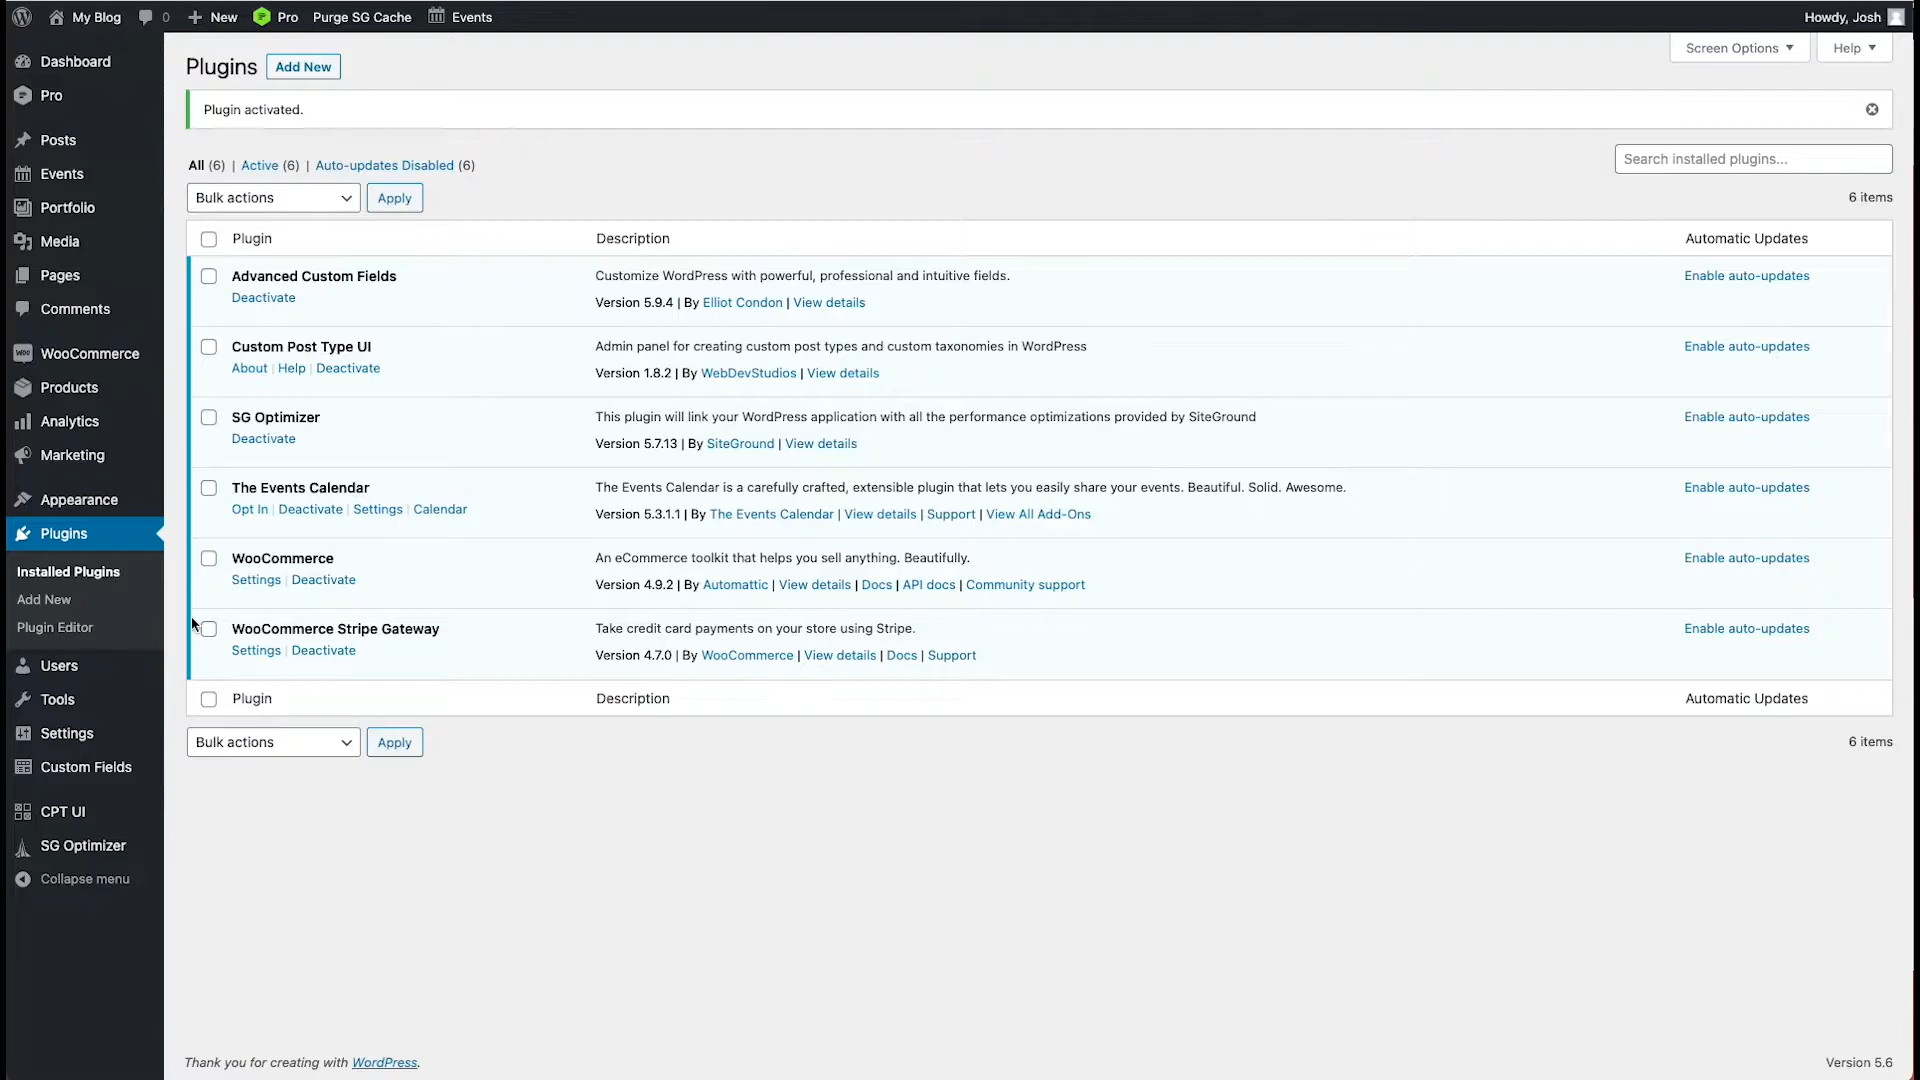 My Blog 0 New Pro Purge SG Cache Events Howdy, Josh
Screen Options Help
Dashboard
Pro
Posts
Events
Portfolio
Media
Pages
Comments
WooCommerce
Products
Analytics
Marketing
Appearance
Plugins
Installed Plugins
Add New
Plugin Editor
Users
Tools
Settings
Custom Fields
CPT UI
SG Optimizer
Collapse menu
Plugins Add New
Plugin activated.
All (6) | Active (6) | Auto-updates Disabled (6)
Search installed plugins...
Bulk actions Apply 6 items
Plugin Description Automatic Updates
Advanced Custom Fields Customize WordPress with powerful, professional and intuitive fields. Enable auto-updates
Deactivate Version 5.9.4 | By Elliot Condon | View details
Custom Post Type UI Admin panel for creating custom post types and custom taxonomies in WordPress Enable auto-updates
About | Help | Deactivate Version 1.8.2 | By WebDevStudios | View details
SG Optimizer This plugin will link your WordPress application with all the performance optimizations provided by SiteGround Enable auto-updates
Deactivate Version 5.7.13 | By SiteGround | View details
The Events Calendar The Events Calendar is a carefully crafted, extensible plugin that lets you easily share your events. Beautiful. Solid. Awesome. Enable auto-updates
Opt In | Deactivate | Settings | Calendar Version 5.3.1.1 | By The Events Calendar | View details | Support | View All Add-Ons
WooCommerce An eCommerce toolkit that helps you sell anything. Beautifully. Enable auto-updates
Settings | Deactivate Version 4.9.2 | By Automattic | View details | Docs | API docs | Community support
WooCommerce Stripe Gateway Take credit card payments on your store using Stripe. Enable auto-updates
Settings | Deactivate Version 4.7.0 | By WooCommerce | View details | Docs | Support
Plugin Description Automatic Updates
Bulk actions Apply 6 items
Thank you for creating with WordPress. Version 5.6